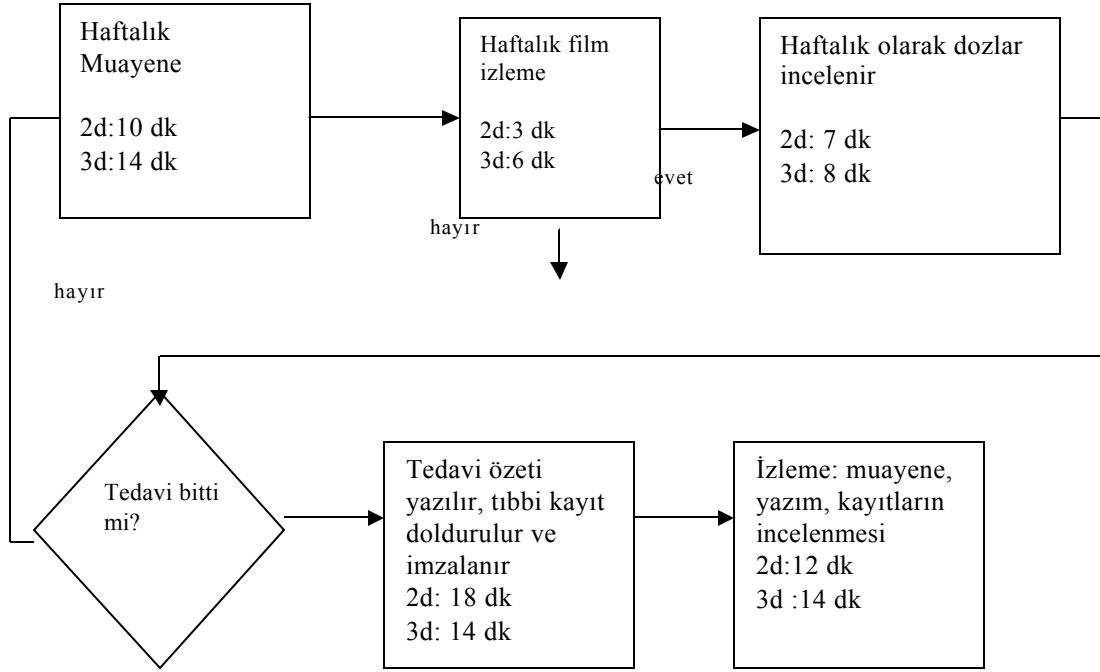 Haftalık
Muayene
2d:10 dk
3d:14 dk
Haftalık film
izleme
2d:3 dk
3d:6 dk
Haftalık olarak dozlar
incelenir
2d: 7 dk
3d: 8 dk
evet
hayır
hayır
Tedavi bitti
mi?
Tedavi özeti
yazılır, tıbbi kayıt
doldurulur ve
imzalanır
2d: 18 dk
3d: 14 dk
İzleme: muayene,
yazım, kayıtların
incelenmesi
2d:12 dk
3d :14 dk